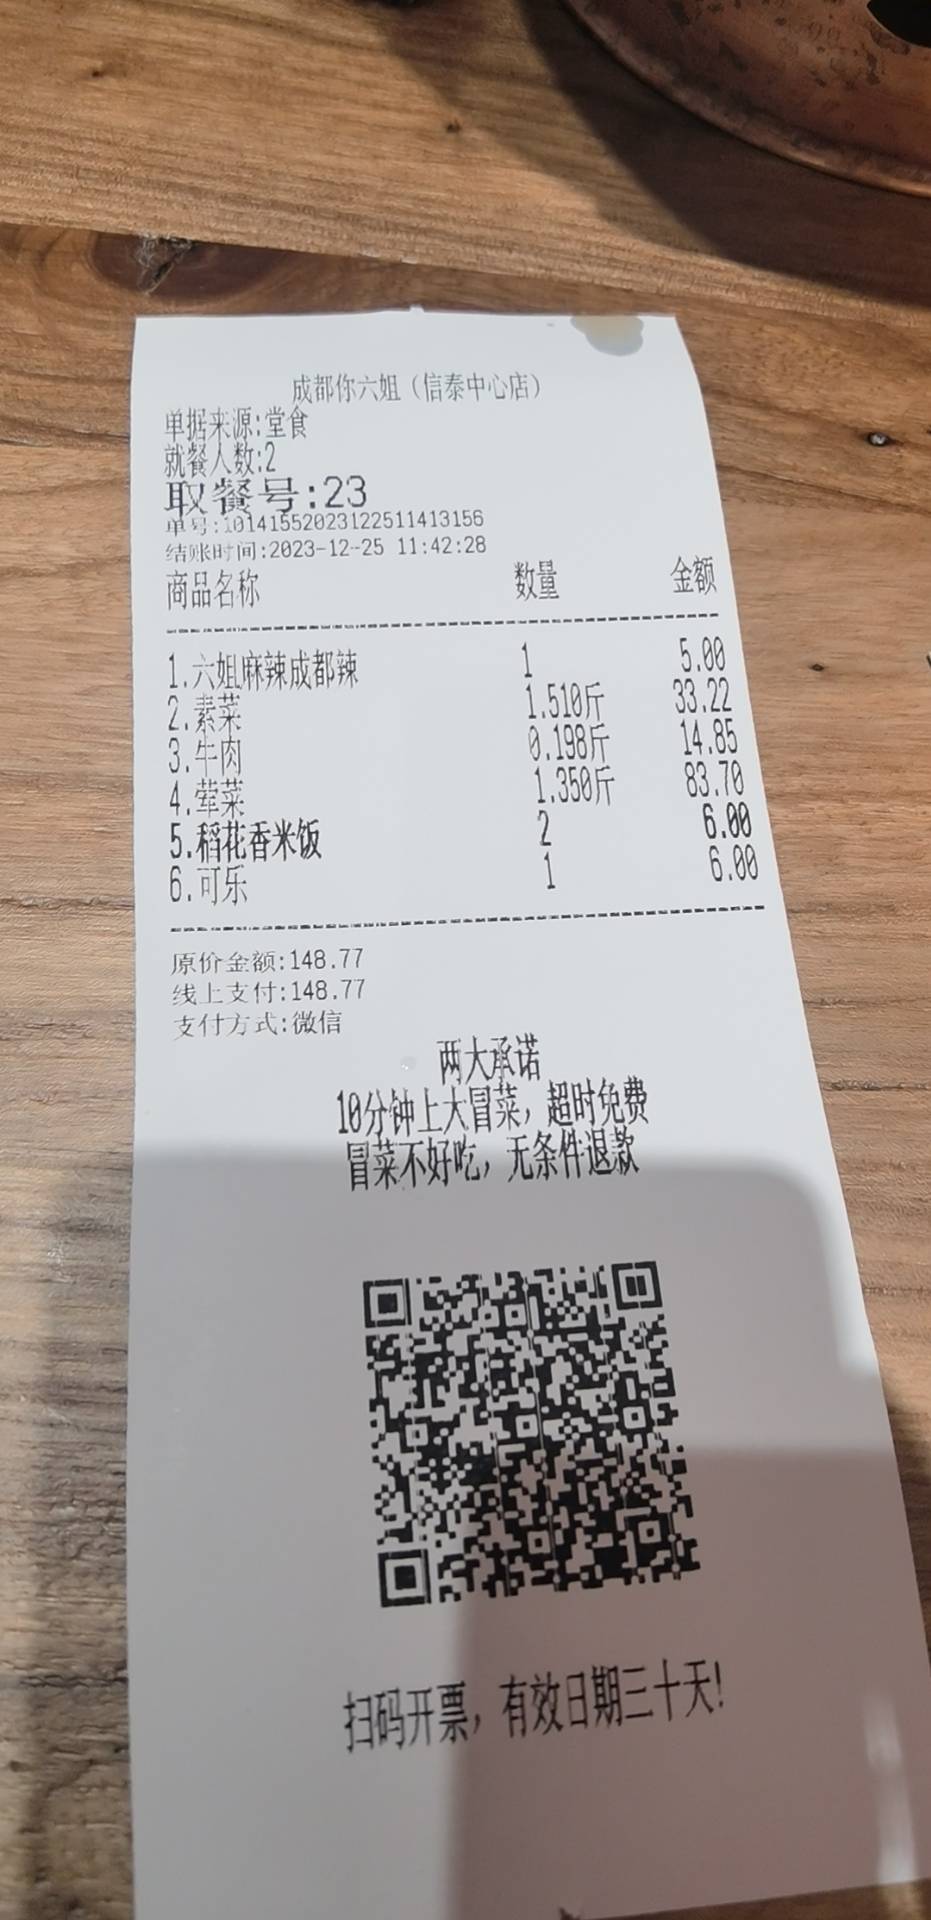 成都你六姐（信泰中心店）
单据来源:堂食
就餐人数:2
取餐号:23
单号:10141552023122511413156
结账时间:2023-12-25 11:42:28
商品名称 数量 金额
1.六姐麻辣成都辣 1 5.00
2.素菜 1.510斤 33.22
3.牛肉 0.198斤 14.85
4.荤菜 1.350斤 83.70
5.稻花香米饭 2 6.00
6.可乐 1 6.00
原价金额:148.77
线上支付:148.77
支付方式:微信
两大承诺
10分钟上大冒菜，超时免费
冒菜不好吃，无条件退款
扫码开票，有效日期三十天!